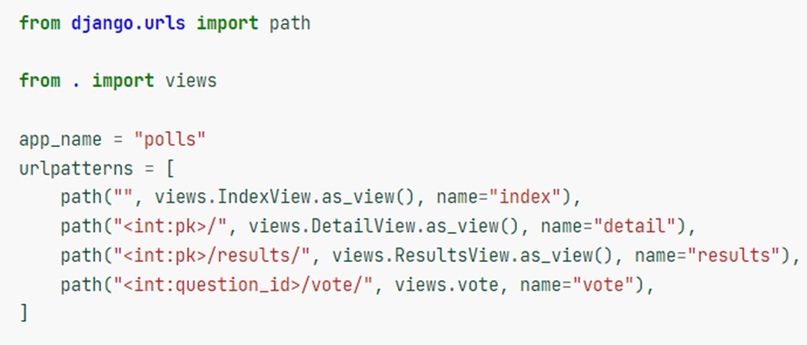 from django.urls import path
from . import views
app_name = "polls"
urlpatterns = [
    path("", views.IndexView.as_view(), name="index"),
    path("<int:pk>/", views.DetailView.as_view(), name="detail"),
    path("<int:pk>/results/", views.ResultsView.as_view(), name="results"),
    path("<int:question_id>/vote/", views.vote, name="vote"),
]